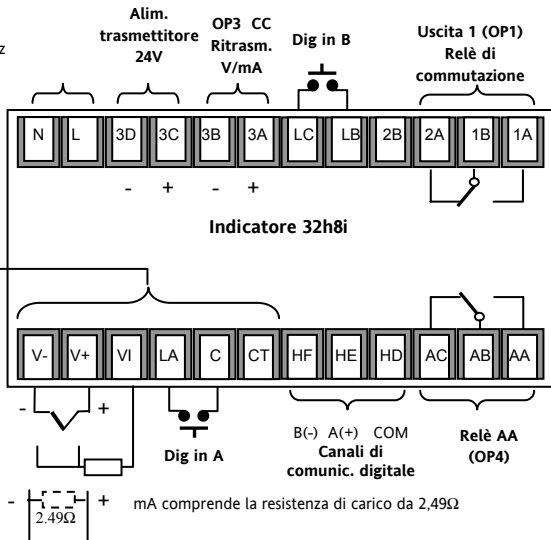 z
Alim.
trasmettitore
24V
OP3 CC
Ritrasm.
V/mA
Dig in B
Uscita 1 (OP1)
Relè di
commutazione
N L 3D 3C 3B 3A LC LB 2B 2A 1B 1A
- + - +
Indicatore 32h8i
V- V+ VI LA C CT HF HE HD AC AB AA
- +
Dig in A
B(-) A(+) COM
Canali di
comunic. digitale
Relè AA
(OP4)
- + mA comprende la resistenza di carico da 2,49Ω
2.49Ω